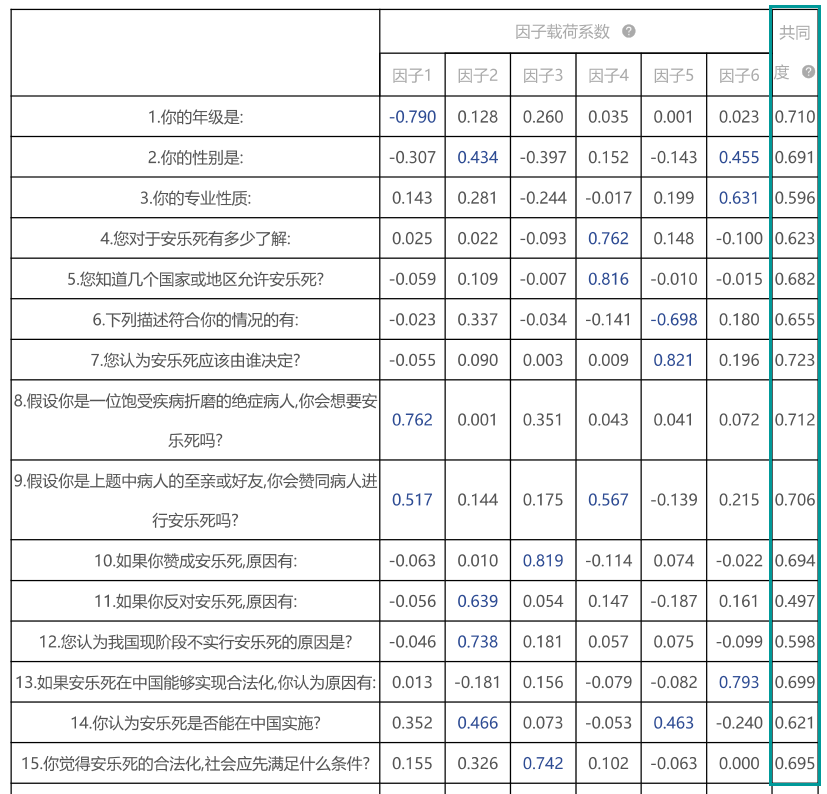 因子载荷系数 ?
共同
度 ?
因子1 因子2 因子3 因子4 因子5 因子6
1.你的年级是: -0.790 0.128 0.260 0.035 0.001 0.023 0.710
2.你的性别是: -0.307 0.434 -0.397 0.152 -0.143 0.455 0.691
3.你的专业性质: 0.143 0.281 -0.244 -0.017 0.199 0.631 0.596
4.您对于安乐死有多少了解: 0.025 0.022 -0.093 0.762 0.148 -0.100 0.623
5.您知道几个国家或地区允许安乐死? -0.059 0.109 -0.007 0.816 -0.010 -0.015 0.682
6.下列描述符合你的情况的有: -0.023 0.337 -0.034 -0.141 -0.698 0.180 0.655
7.您认为安乐死应该由谁决定? -0.055 0.090 0.003 0.009 0.821 0.196 0.723
8.假设你是一位饱受疾病折磨的绝症病人,你会想要安
乐死吗?
0.762 0.001 0.351 0.043 0.041 0.072 0.712
9.假设你是上题中病人的至亲或好友,你会赞同病人进
行安乐死吗?
0.517 0.144 0.175 0.567 -0.139 0.215 0.706
10.如果你赞成安乐死,原因有: -0.063 0.010 0.819 -0.114 0.074 -0.022 0.694
11.如果你反对安乐死,原因有: -0.056 0.639 0.054 0.147 -0.187 0.161 0.497
12.您认为我国现阶段不实行安乐死的原因是? -0.046 0.738 0.181 0.057 0.075 -0.099 0.598
13.如果安乐死在中国能够实现合法化,你认为原因有: 0.013 -0.181 0.156 -0.079 -0.082 0.793 0.699
14.你认为安乐死是否能在中国实施? 0.352 0.466 0.073 -0.053 0.463 -0.240 0.621
15.你觉得安乐死的合法化,社会应先满足什么条件? 0.155 0.326 0.742 0.102 -0.063 0.000 0.695